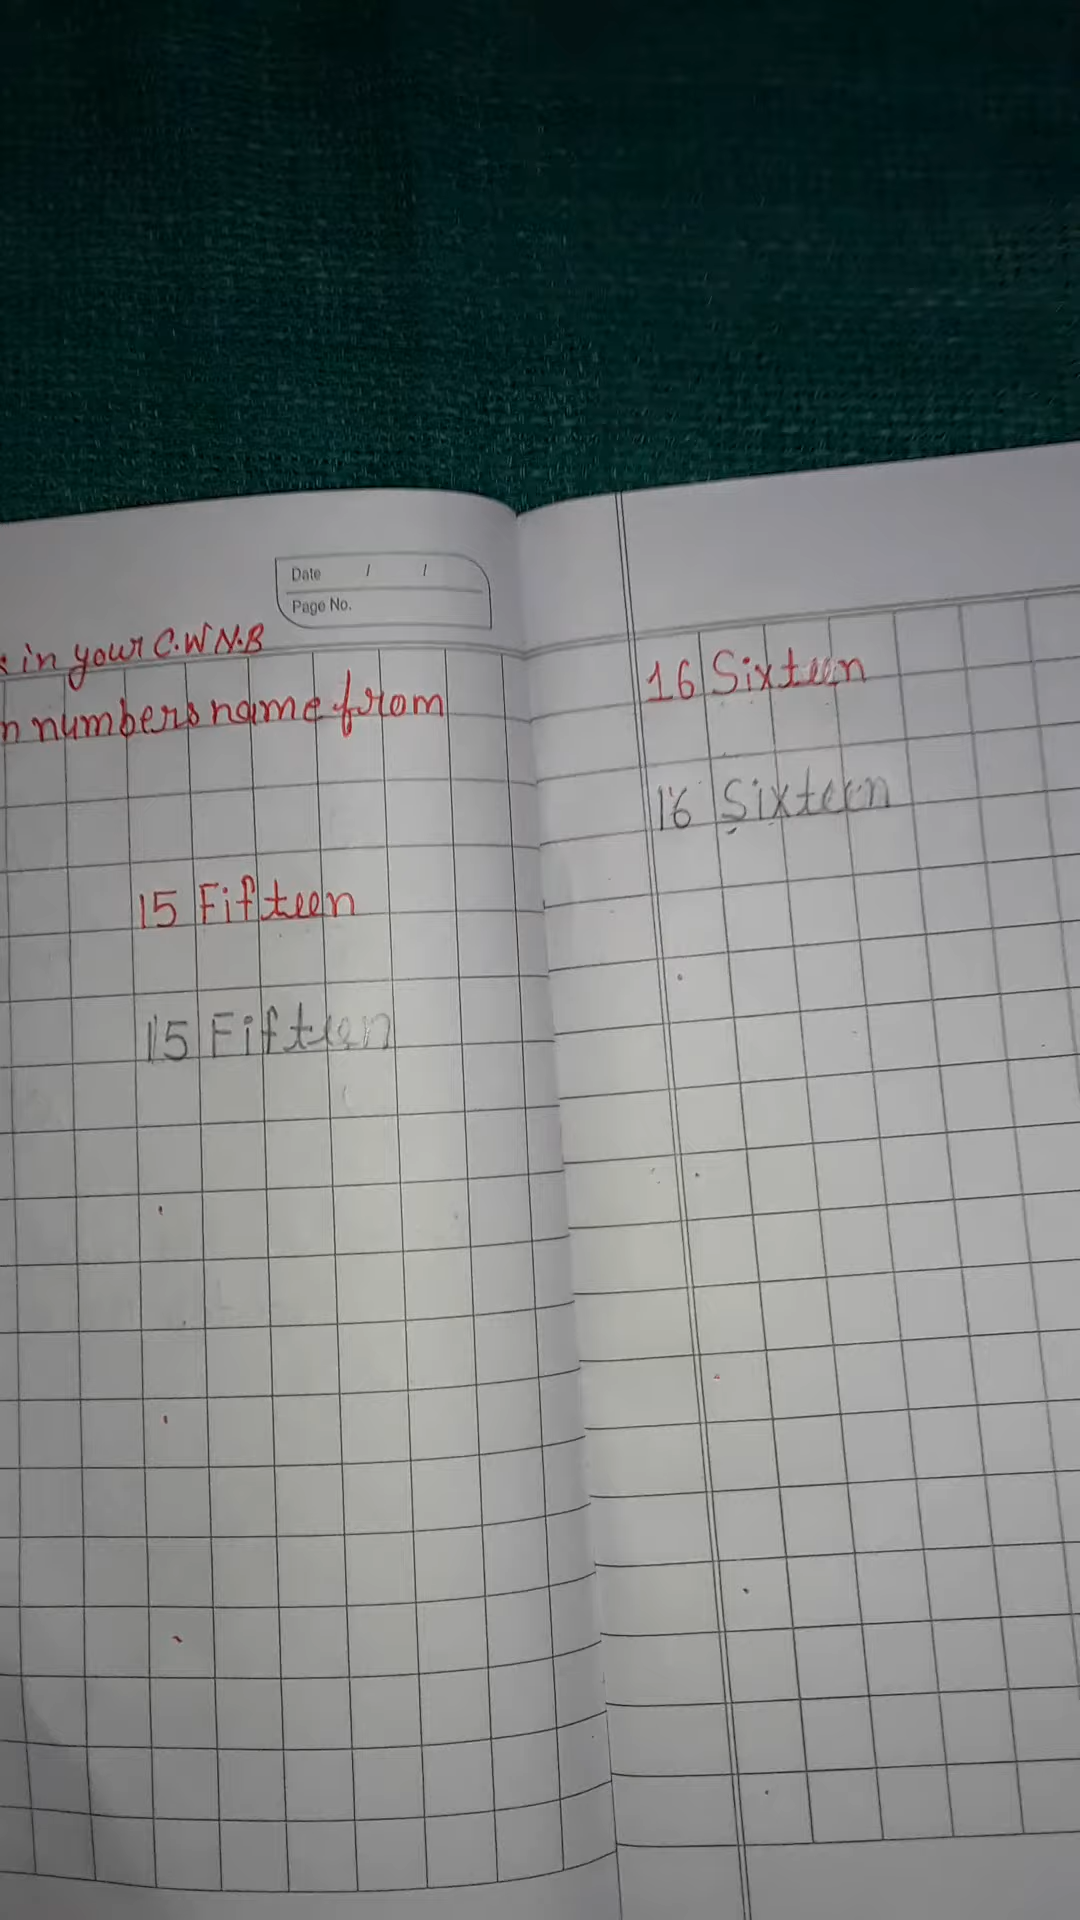 Date / /
Page No.
in your C.W N.B
n numbers name from
15 Fifteen
15 Fifteen
16 Sixteen
16 Sixteen